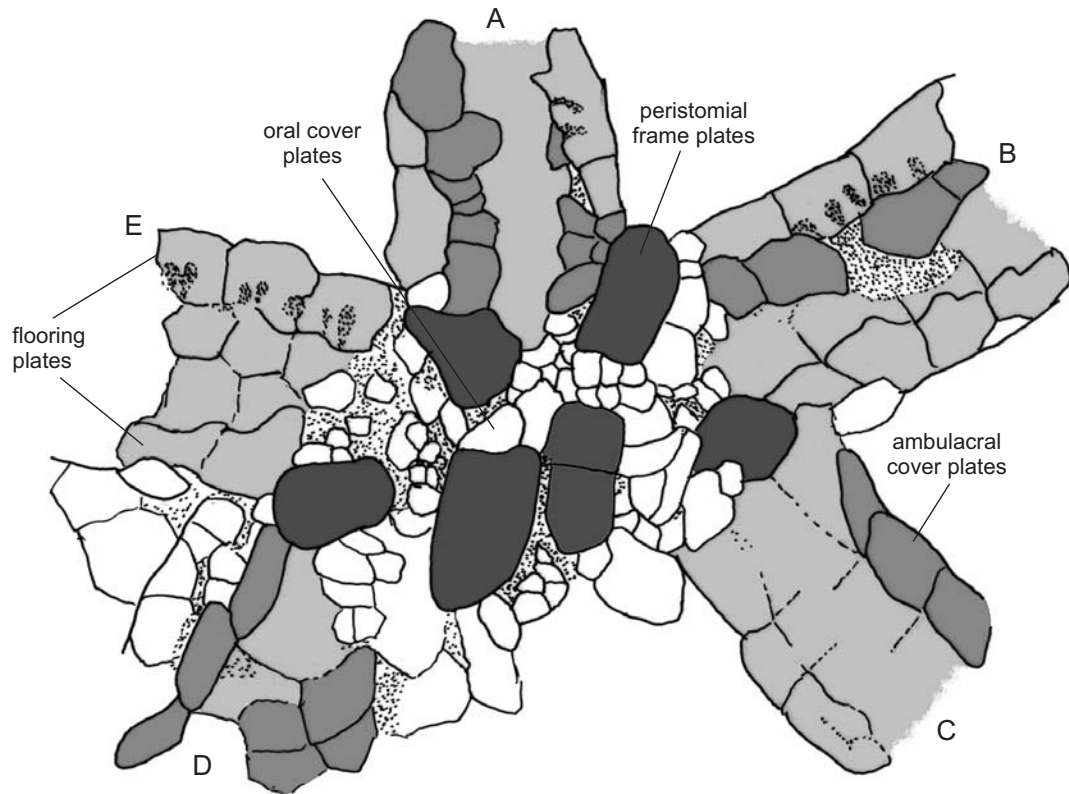 A
oral cover
plates
peristomial
frame plates
B
E
flooring
plates
ambulacral
cover plates
C
D